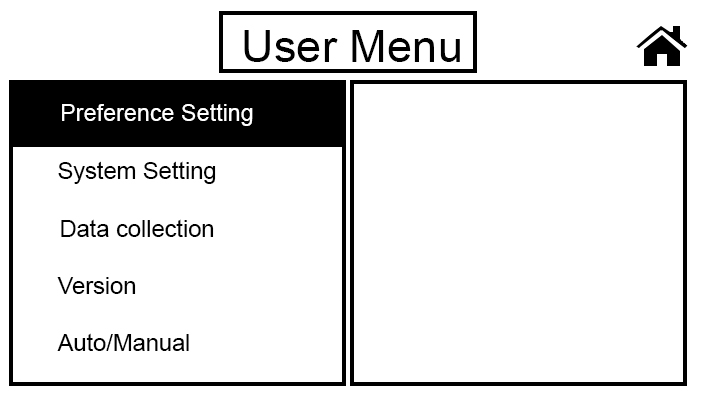 User Menu
Preference Setting
System Setting
Data collection
Version
Auto/Manual